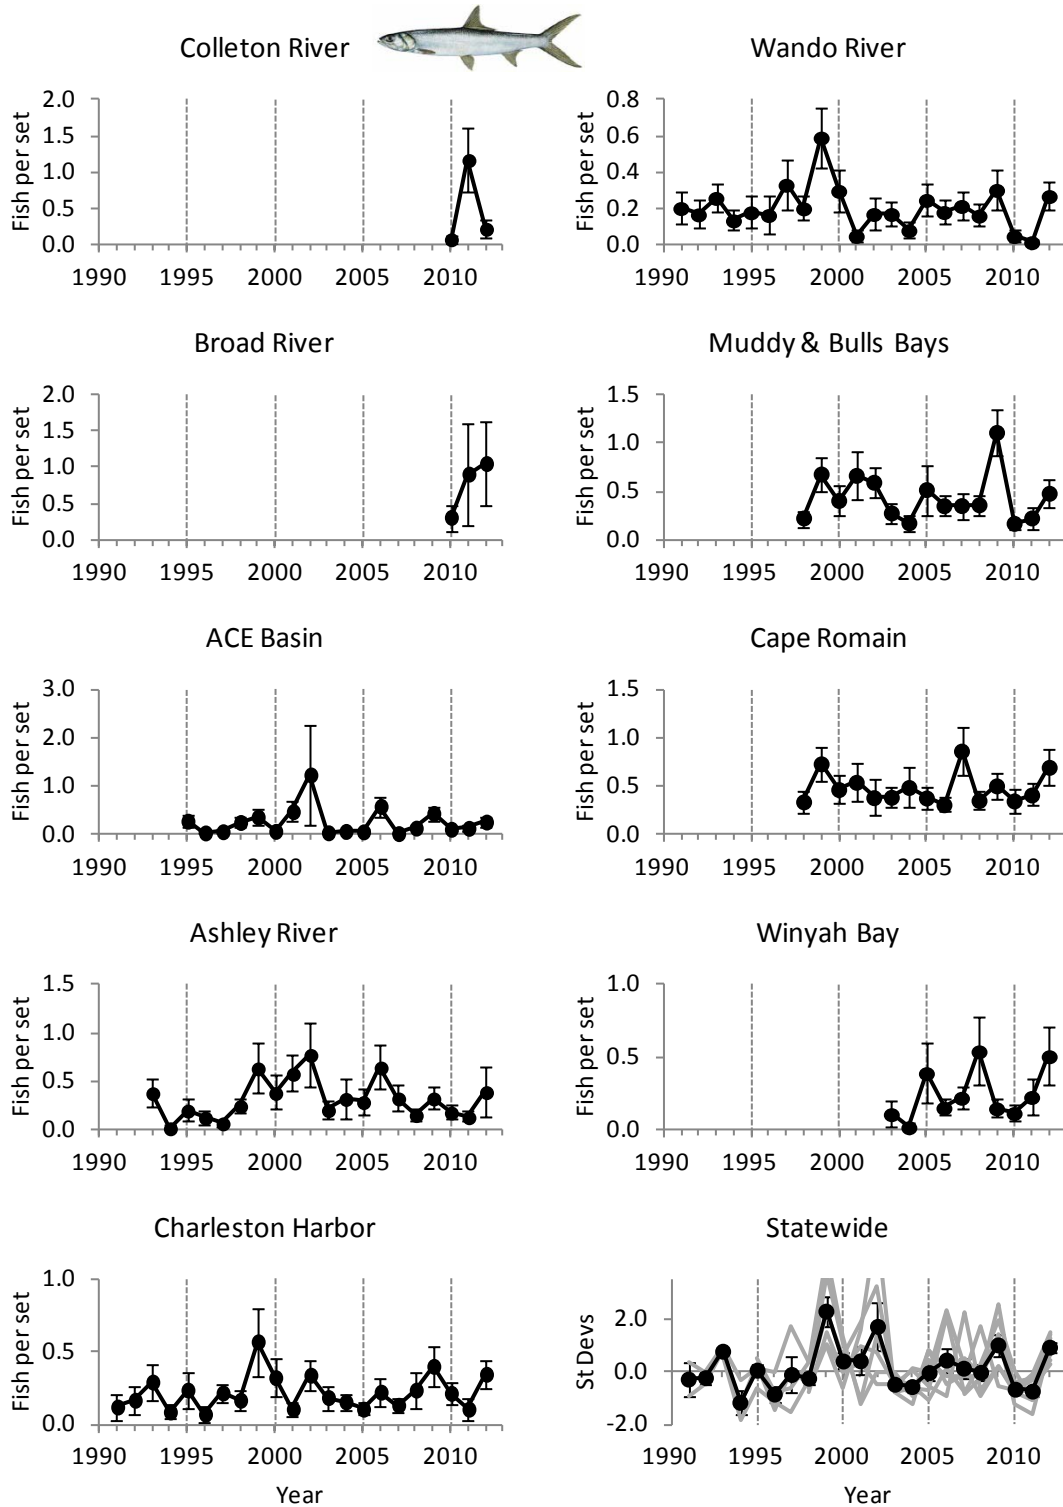 Colleton River
Fish per set
2.0
1.5
1.0
0.5
0.0
1990 1995 2000 2005 2010
Wando River
Fish per set
0.8
0.6
0.4
0.2
0.0
1990 1995 2000 2005 2010
Broad River
Fish per set
2.0
1.5
1.0
0.5
0.0
1990 1995 2000 2005 2010
Muddy & Bulls Bays
Fish per set
1.5
1.0
0.5
0.0
1990 1995 2000 2005 2010
ACE Basin
Fish per set
3.0
2.0
1.0
0.0
1990 1995 2000 2005 2010
Cape Romain
Fish per set
1.5
1.0
0.5
0.0
1990 1995 2000 2005 2010
Ashley River
Fish per set
1.5
1.0
0.5
0.0
1990 1995 2000 2005 2010
Winyah Bay
Fish per set
1.0
0.5
0.0
1990 1995 2000 2005 2010
Charleston Harbor
Fish per set
1.0
0.5
0.0
1990 1995 2000 2005 2010
Year
Statewide
St Devs
2.0
0.0
-2.0
1990 1995 2000 2005 2010
Year